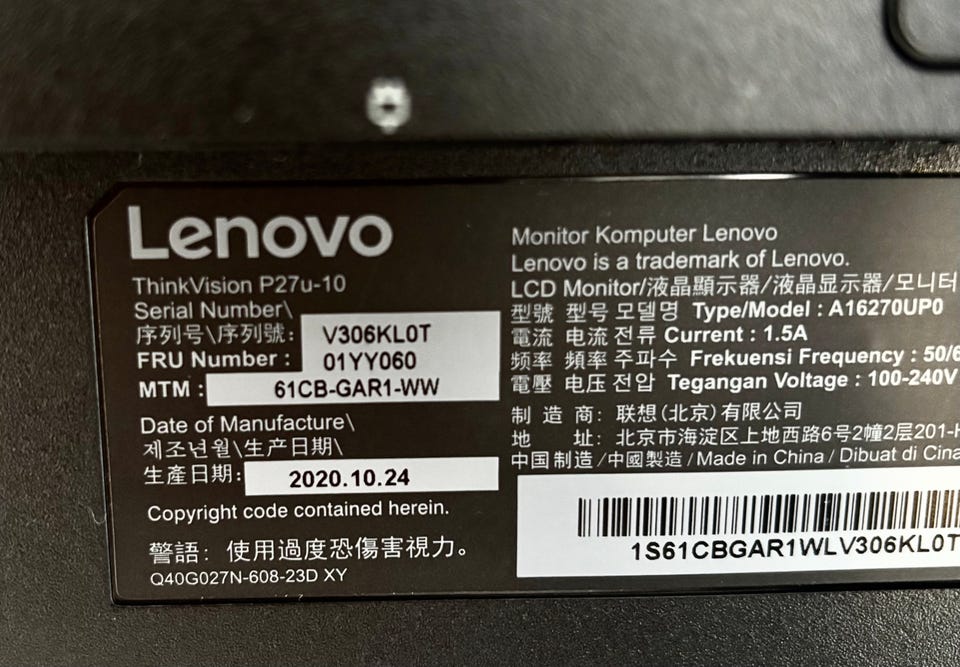 Lenovo
ThinkVision P27u-10
Serial Number\
序列号\序列號: V306KL0T
FRU Number : 01YY060
MTM : 61CB-GAR1-WW
Date of Manufacture\
제조년월\生产日期\
生產日期: 2020.10.24
Copyright code contained herein.
警語: 使用過度恐傷害視力。
Q40G027N-608-23D XY
Monitor Komputer Lenovo
Lenovo is a trademark of Lenovo.
LCD Monitor/液晶顯示器/液晶显示器/모니터
型號 型号 모델명 Type/Model : A16270UP0
電流 电流 전류 Current : 1.5A
频率 頻率 주파수 Frekuensi Frequency : 50/6
電壓 电压 전압 Tegangan Voltage : 100-240V
制 造 商: 联想(北京)有限公司
地 址: 北京市海淀区上地西路6号2幢2层201-H
中国制造/中國製造/Made in China / Dibuat di Cina
1S61CBGAR1WLV306KL0T